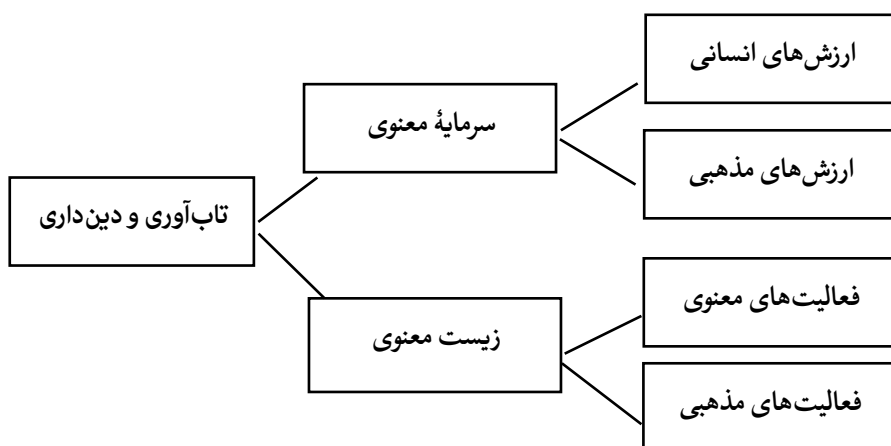 ارزش‌های انسانی
سرمایهٔ معنوی
ارزش‌های مذهبی
تاب‌آوری و دین‌داری
فعالیت‌های معنوی
زیست معنوی
فعالیت‌های مذهبی